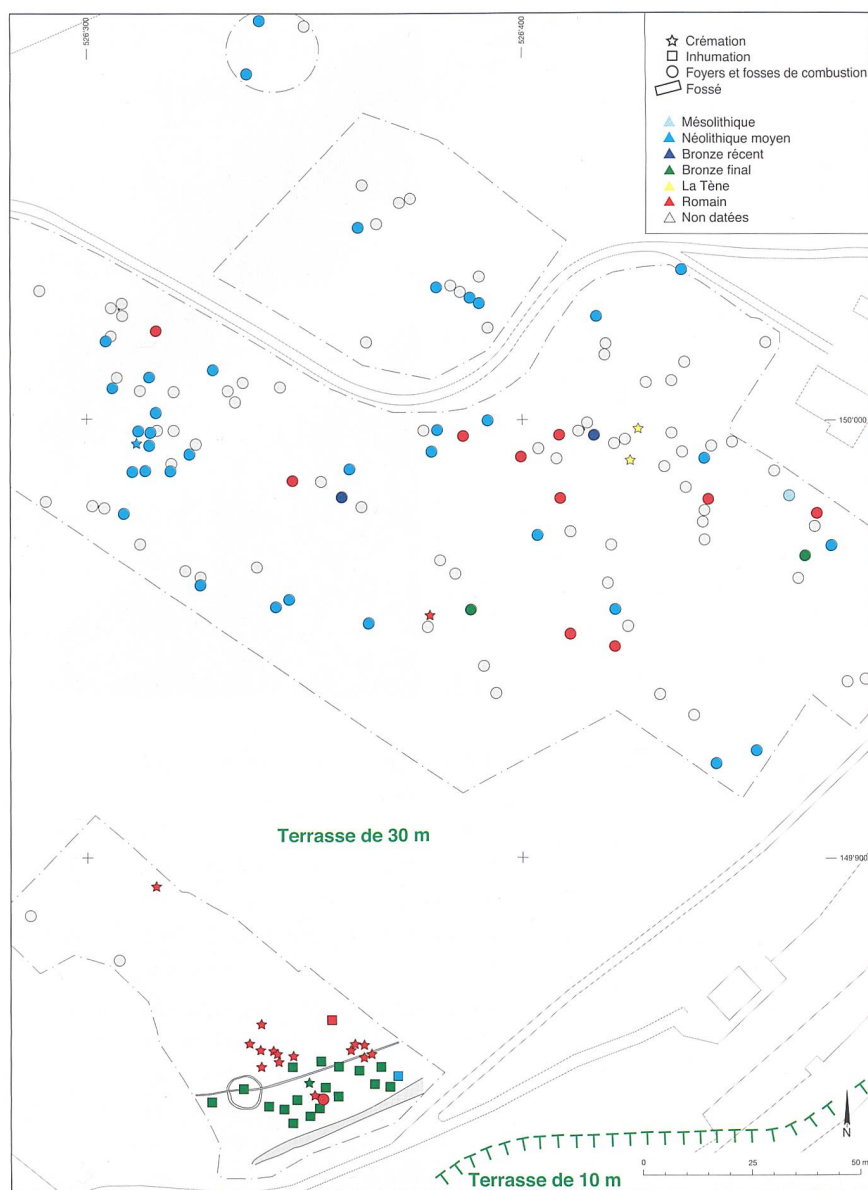 526'300
526'400
Crémation
Inhumation
Foyers et fosses de combustion
Fossé
Mésolithique
Néolithique moyen
Bronze récent
Bronze final
La Tène
Romain
Non datées
150'000
Terrasse de 30 m
149'900
N
Terrasse de 10 m
0 25 50 m